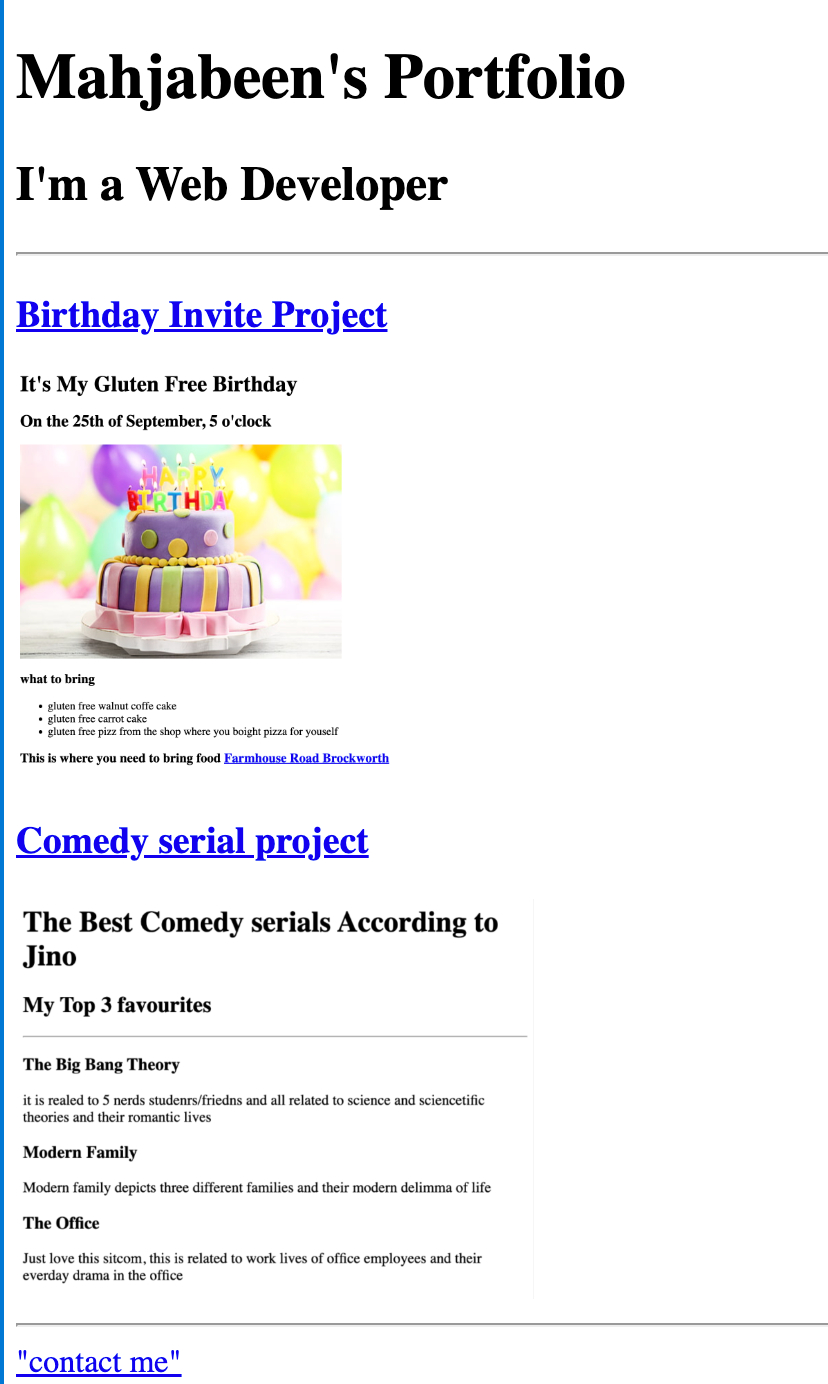 Mahjabeen's Portfolio
I'm a Web Developer
Birthday Invite Project
It's My Gluten Free Birthday
On the 25th of September, 5 o'clock
HAPPY
BIRTHDAY
what to bring
• gluten free walnut coffe cake
• gluten free carrot cake
• gluten free pizz from the shop where you boight pizza for youself
This is where you need to bring food Farmhouse Road Brockworth
Comedy serial project
The Best Comedy serials According to
Jino
My Top 3 favourites
The Big Bang Theory
it is realed to 5 nerds studenrs/friedns and all related to science and sciencetific
theories and their romantic lives
Modern Family
Modern family depicts three different families and their modern delimma of life
The Office
Just love this sitcom, this is related to work lives of office employees and their
everday drama in the office
"contact me"